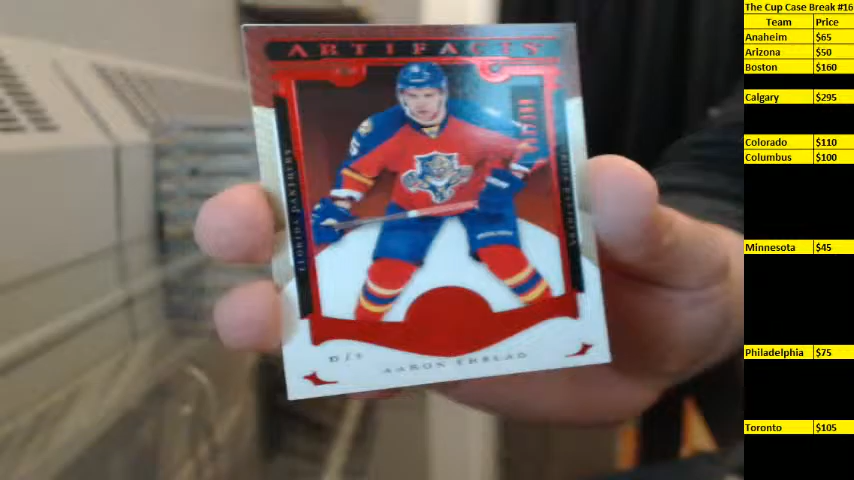 ARTIFACTS
FLORIDA PANTHERS
AARON EKBLAD
The Cup Case Break #16
Team Price
Anaheim $65
Arizona $50
Boston $160
Calgary $295
Colorado $110
Columbus $100
Minnesota $45
Philadelphia $75
Toronto $105